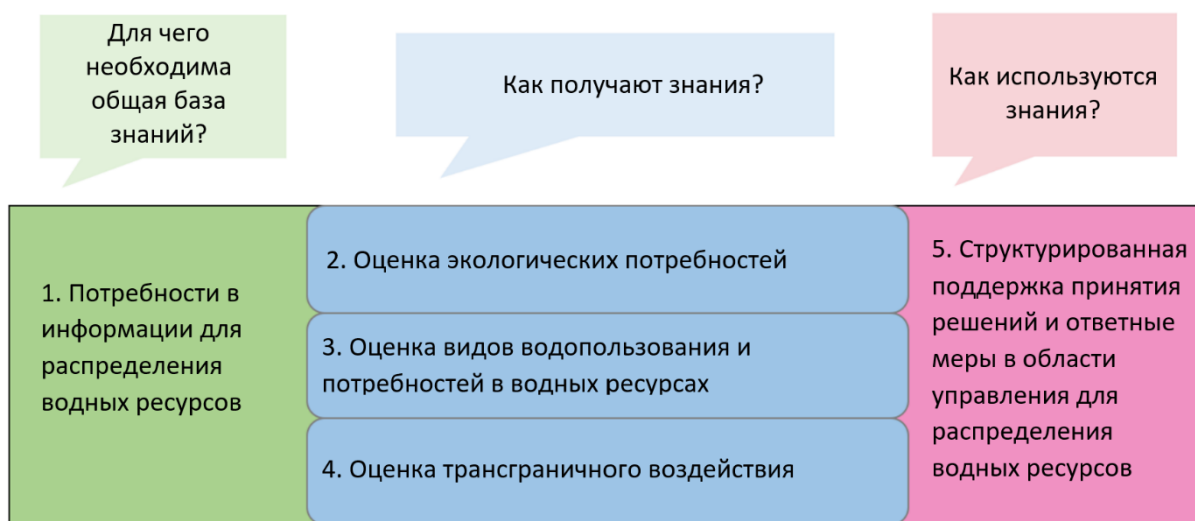 Для чего
необходима
общая база
знаний?
Как получают знания?
Как используются
знания?
1. Потребности в
информации для
распределения
водных ресурсов
2. Оценка экологических потребностей
3. Оценка видов водопользования и
потребностей в водных ресурсах
4. Оценка трансграничного воздействия
5. Структурированная
поддержка принятия
решений и ответные
меры в области
управления для
распределения
водных ресурсов